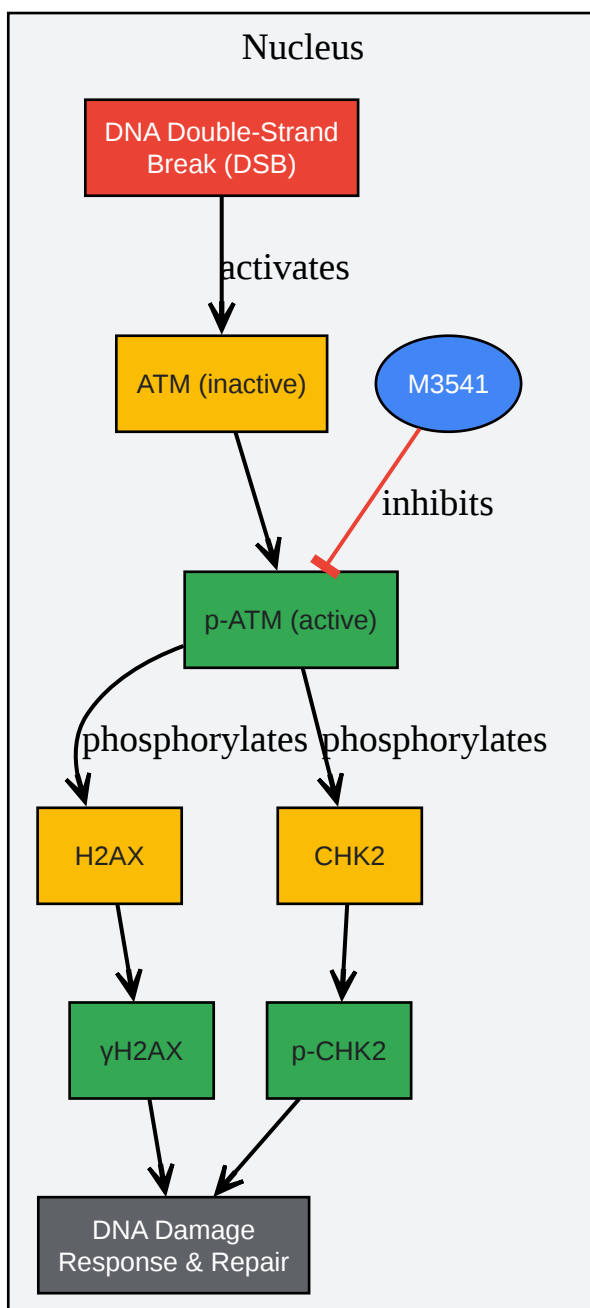 Nucleus
DNA Double-Strand
Break (DSB)
activates
ATM (inactive)
M3541
inhibits
p-ATM (active)
phosphorylates
phosphorylates
H2AX
CHK2
γH2AX
p-CHK2
DNA Damage
Response & Repair